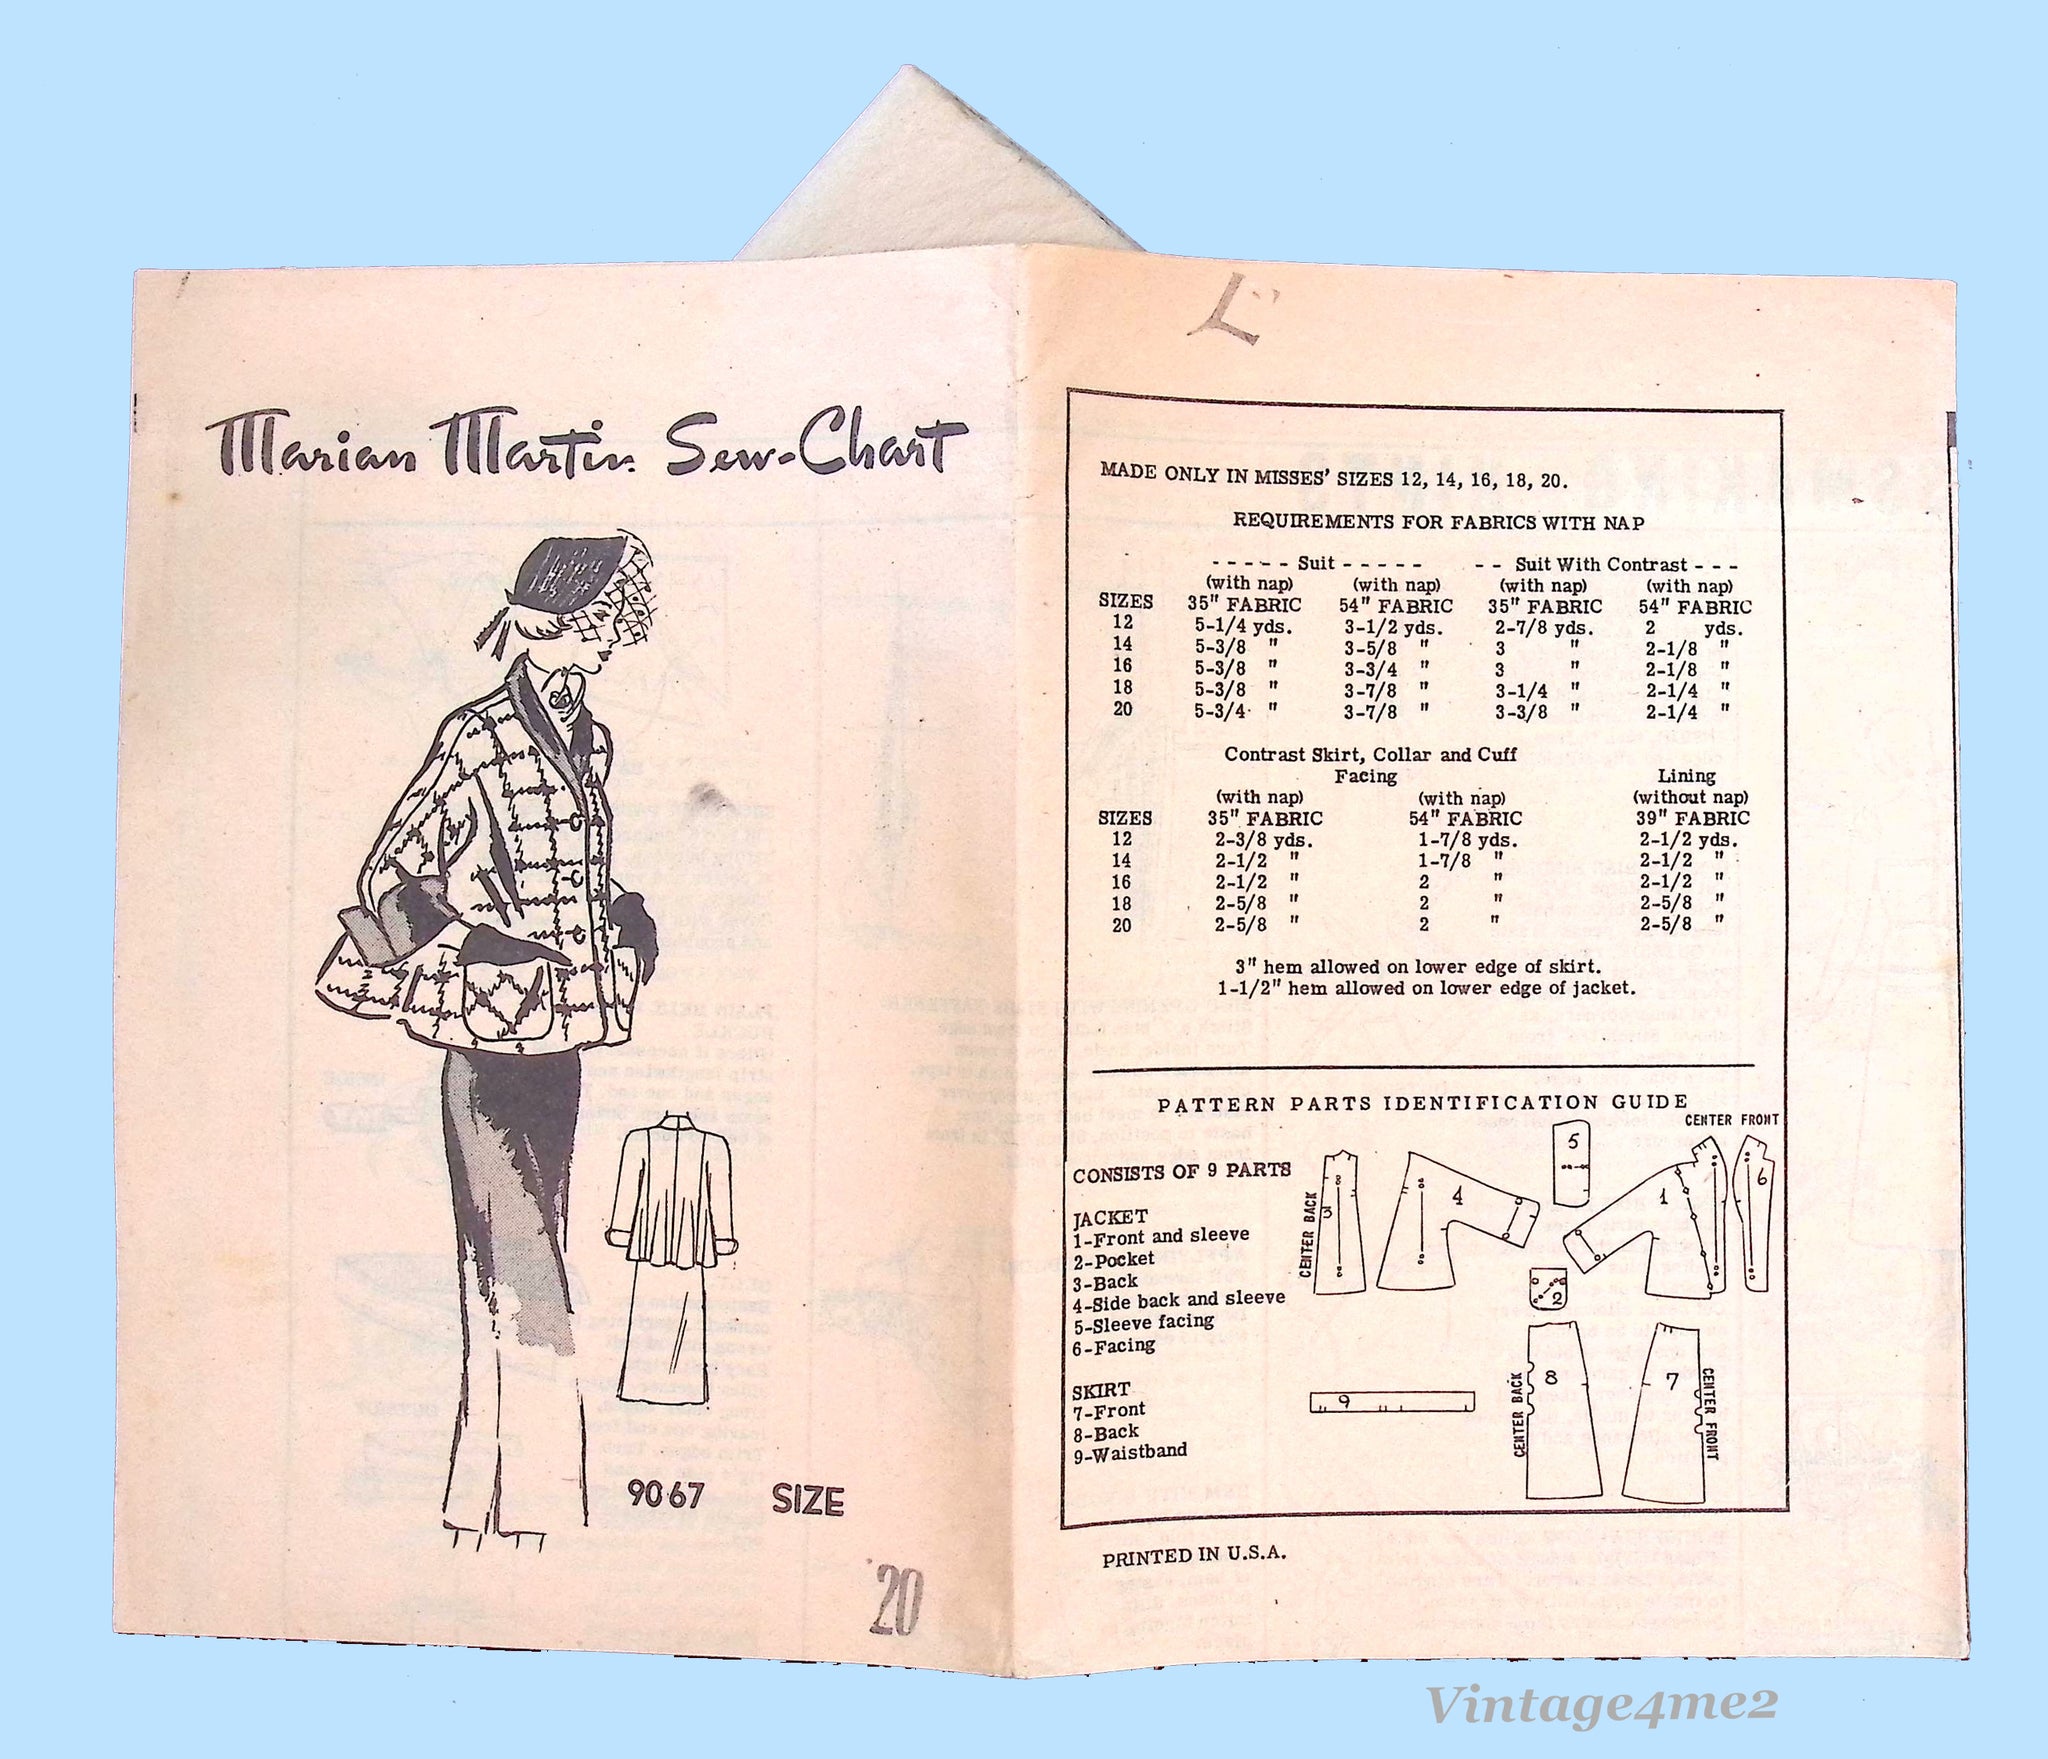 Marian Martin Sew-Chart
9067 SIZE
20
MADE ONLY IN MISSES' SIZES 12, 14, 16, 18, 20.
REQUIREMENTS FOR FABRICS WITH NAP
- - - - - Suit - - - - - - - Suit With Contrast - - -
(with nap) (with nap) (with nap) (with nap)
SIZES 35" FABRIC 54" FABRIC 35" FABRIC 54" FABRIC
12 5-1/4 yds. 3-1/2 yds. 2-7/8 yds. 2 yds.
14 5-3/8 " 3-5/8 " 3 " 2-1/8 "
16 5-3/8 " 3-3/4 " 3 " 2-1/8 "
18 5-3/8 " 3-7/8 " 3-1/4 " 2-1/4 "
20 5-3/4 " 3-7/8 " 3-3/8 " 2-1/4 "
Contrast Skirt, Collar and Cuff
Facing Lining
(with nap) (with nap) (without nap)
SIZES 35" FABRIC 54" FABRIC 39" FABRIC
12 2-3/8 yds. 1-7/8 yds. 2-1/2 yds.
14 2-1/2 " 1-7/8 " 2-1/2 "
16 2-1/2 " 2 " 2-1/2 "
18 2-5/8 " 2 " 2-5/8 "
20 2-5/8 " 2 " 2-5/8 "
3" hem allowed on lower edge of skirt.
1-1/2" hem allowed on lower edge of jacket.
PATTERN PARTS IDENTIFICATION GUIDE
CENTER FRONT
CONSISTS OF 9 PARTS
JACKET
1-Front and sleeve
2-Pocket
3-Back
4-Side back and sleeve
5-Sleeve facing
6-Facing
SKIRT
7-Front
8-Back
9-Waistband
CENTER BACK
3
4
5
1
6
2
9
CENTER BACK
8
7
CENTER FRONT
PRINTED IN U.S.A.
Vintage4me2